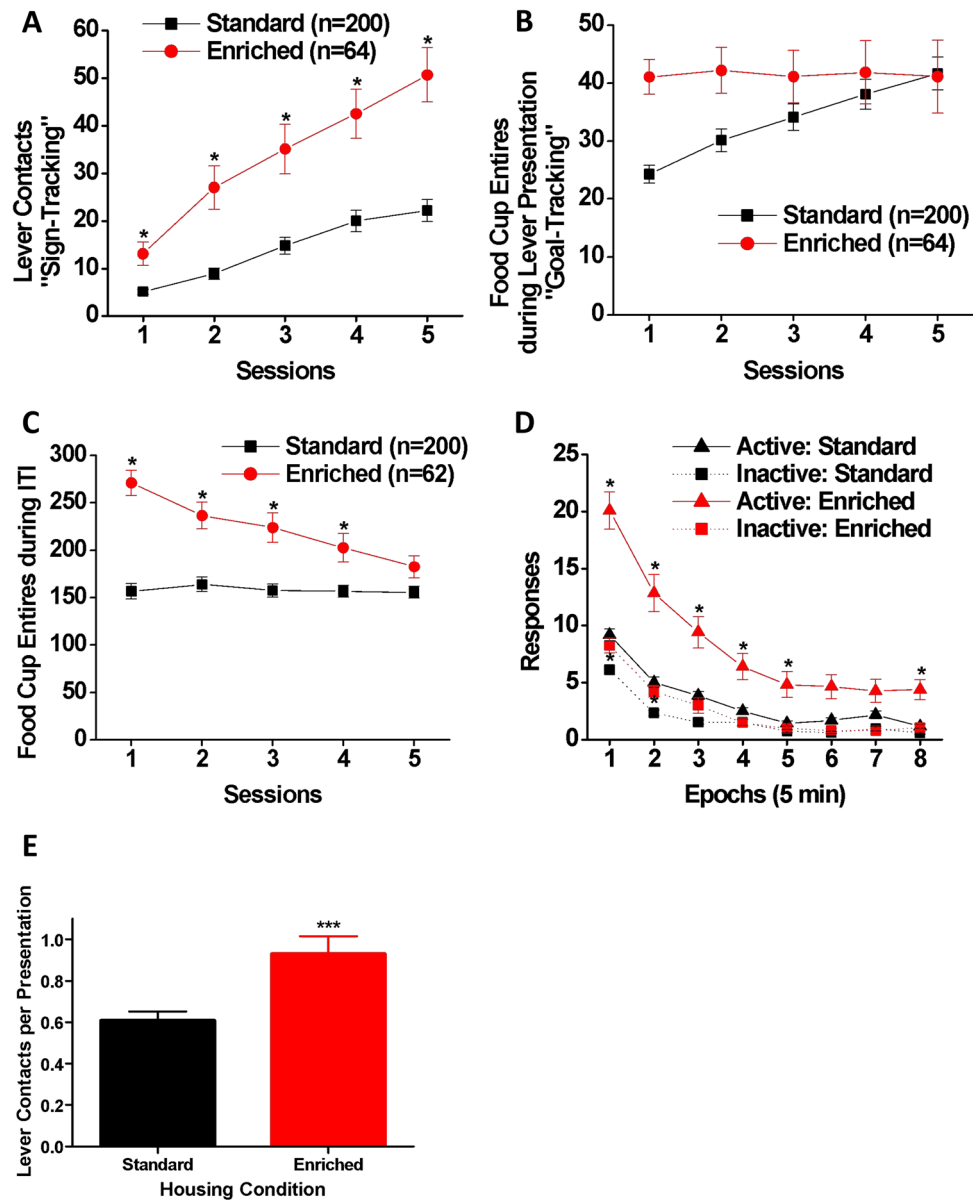 A
Standard (n=200)
Enriched (n=64)
Lever Contacts
"Sign-Tracking"
60
50
40
30
20
10
0
*
*
*
*
*
1 2 3 4 5
Sessions
B
Food Cup Entires
during Lever Presentation
"Goal-Tracking"
50
40
30
20
10
0
Standard (n=200)
Enriched (n=64)
1 2 3 4 5
Sessions
C
Standard (n=200)
Enriched (n=62)
Food Cup Entires during ITI
300
250
200
150
100
50
0
*
*
*
*
1 2 3 4 5
Sessions
D
Active: Standard
Inactive: Standard
Active: Enriched
Inactive: Enriched
Responses
25
20
15
10
5
0
*
*
*
*
*
*
*
*
1 2 3 4 5 6 7 8
Epochs (5 min)
E
Lever Contacts per Presentation
1.0
0.8
0.6
0.4
0.2
0.0
***
Standard Enriched
Housing Condition